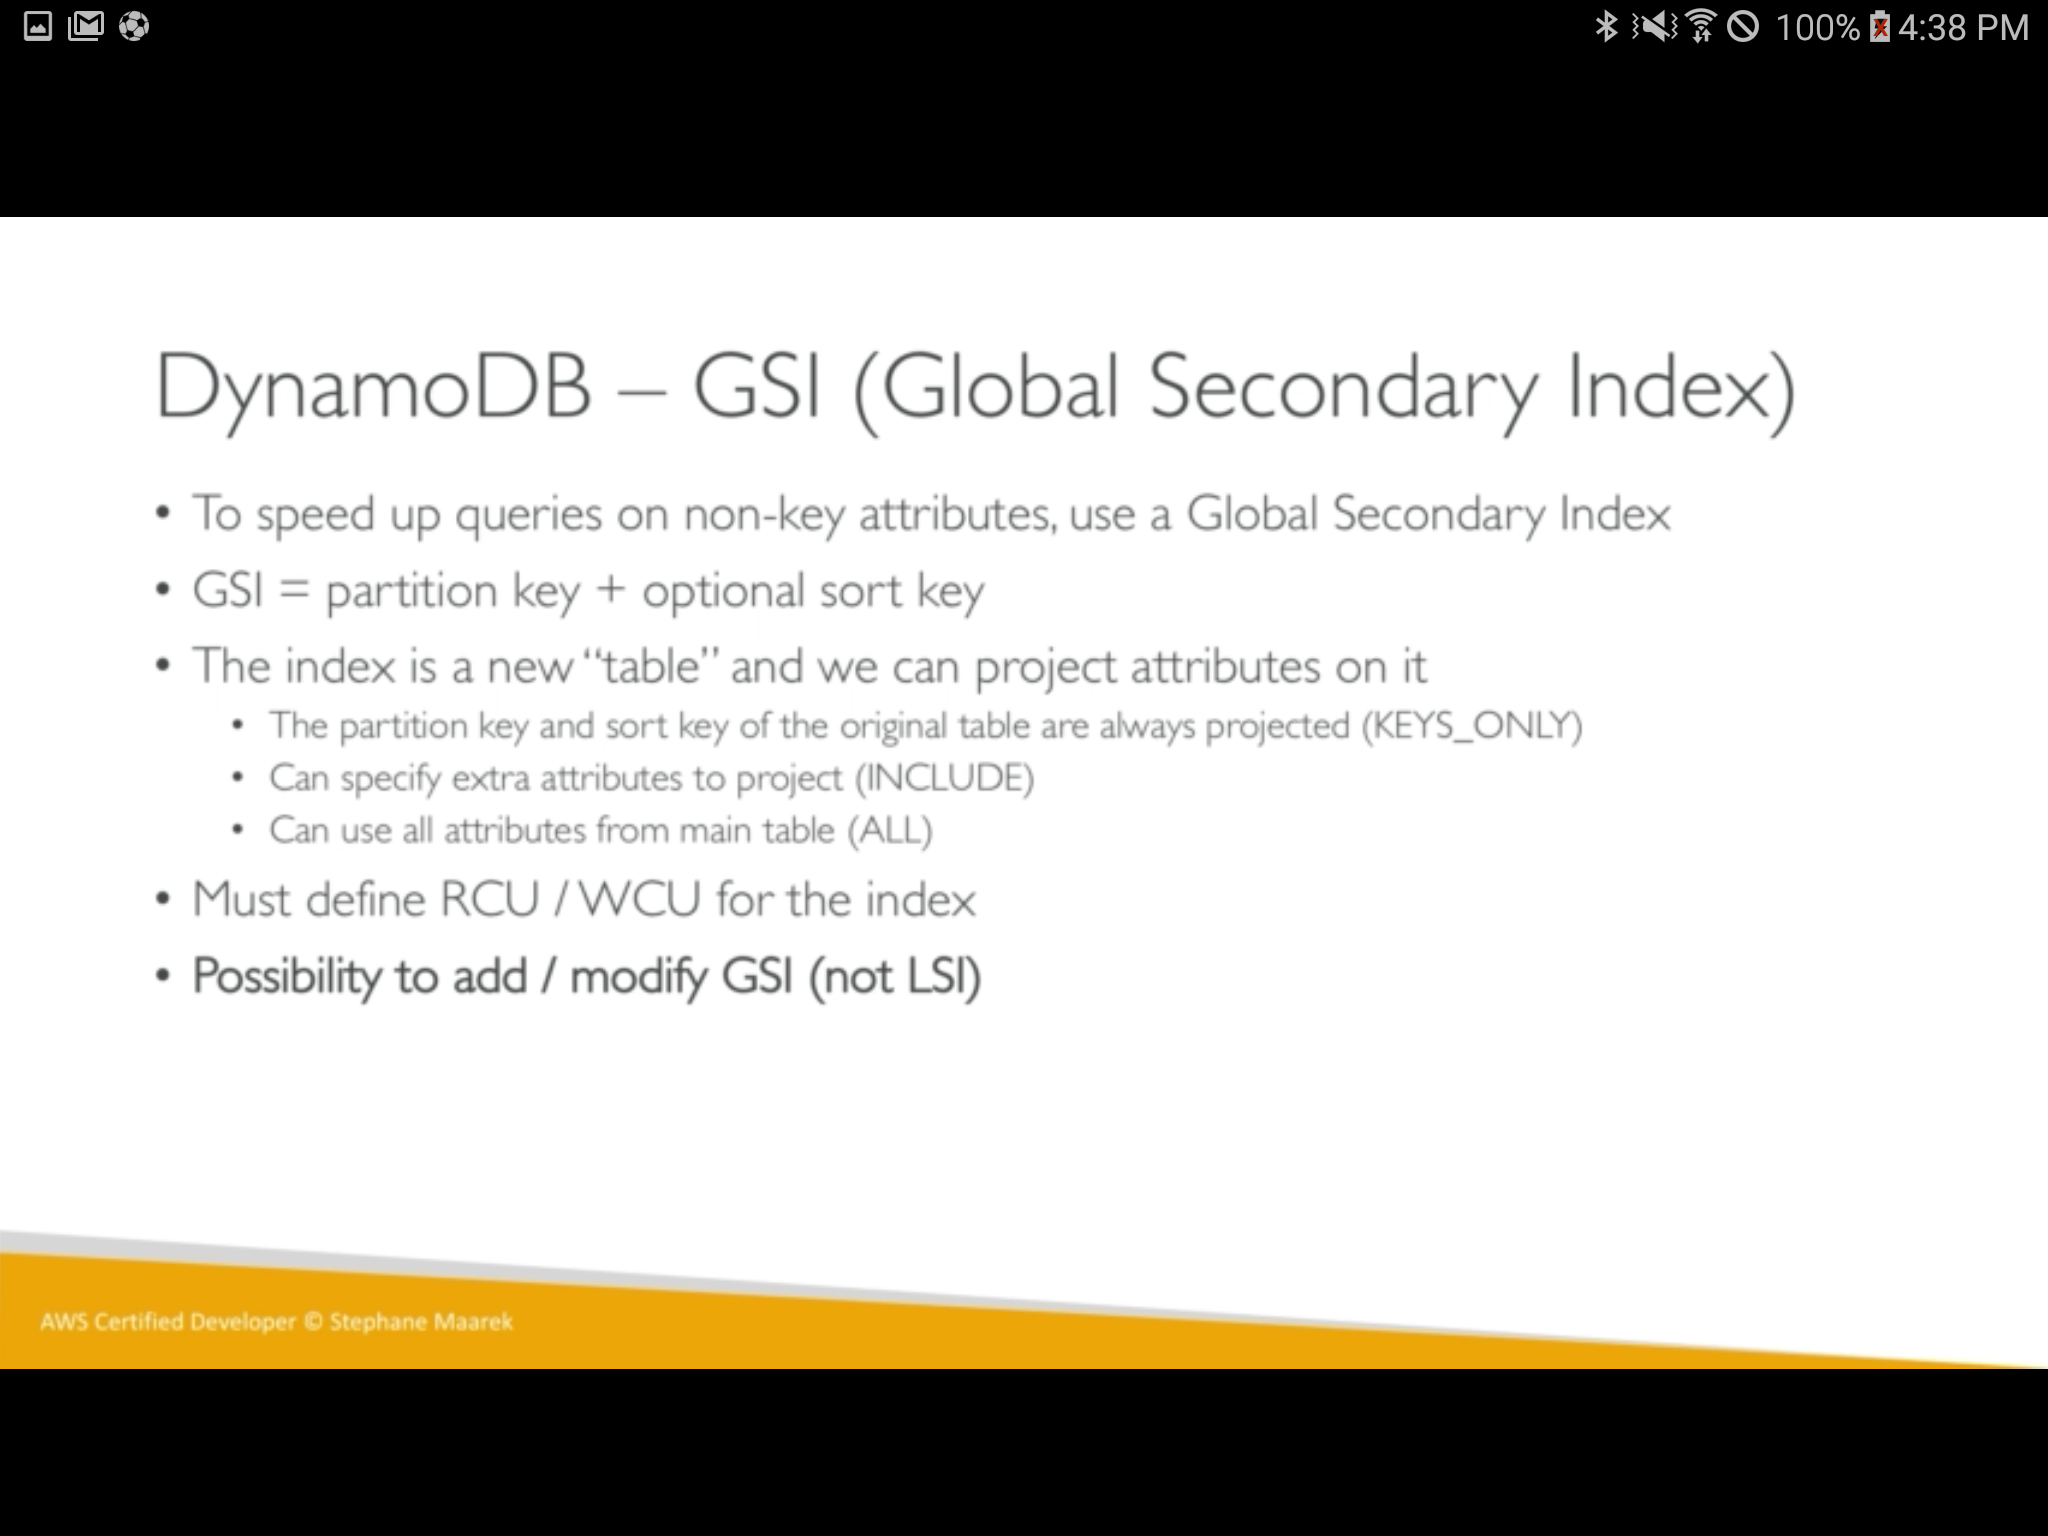 100% 4:38 PM
DynamoDB – GSI (Global Secondary Index)
• To speed up queries on non-key attributes, use a Global Secondary Index
• GSI = partition key + optional sort key
• The index is a new “table” and we can project attributes on it
• The partition key and sort key of the original table are always projected (KEYS_ONLY)
• Can specify extra attributes to project (INCLUDE)
• Can use all attributes from main table (ALL)
• Must define RCU / WCU for the index
• Possibility to add / modify GSI (not LSI)
AWS Certified Developer © Stephane Maarek